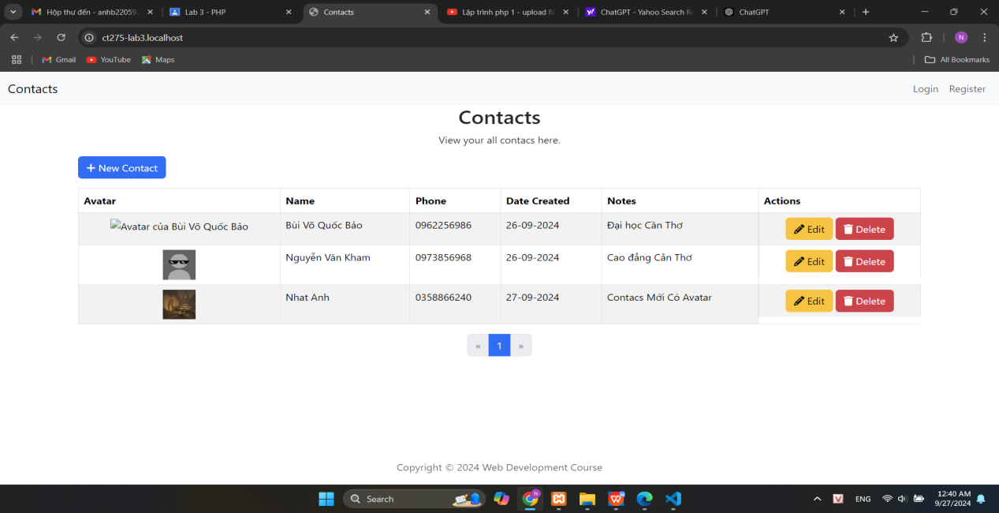 Hộp thư đến - anhb22059
Lab 3 - PHP
Contacts
Lập trình php 1 - upload fi
ChatGPT - Yahoo Search R
ChatGPT
ct275-lab3.localhost
N
Gmail
YouTube
Maps
All Bookmarks
Contacts
Login
Register
Contacts
View your all contacs here.
+ New Contact
Avatar Name Phone Date Created Notes Actions
Avatar của Bùi Võ Quốc Bảo Bùi Võ Quốc Bảo 0962256986 26-09-2024 Đại học Cần Thơ Edit Delete
Nguyễn Văn Kham 0973856968 26-09-2024 Cao đẳng Cần Thơ Edit Delete
Nhat Anh 0358866240 27-09-2024 Contacs Mới Có Avatar Edit Delete
« 1 »
Copyright © 2024 Web Development Course
Search
ENG
12:40 AM
9/27/2024